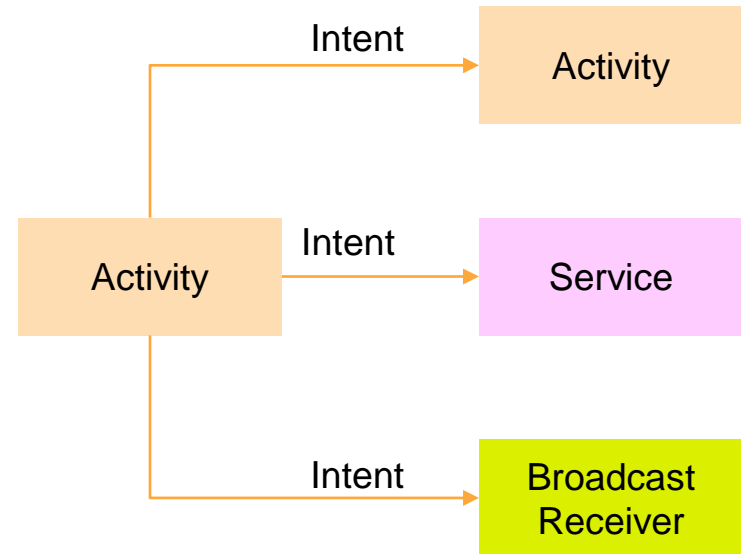 Intent
Activity
Intent
Activity
Service
Intent
Broadcast
Receiver